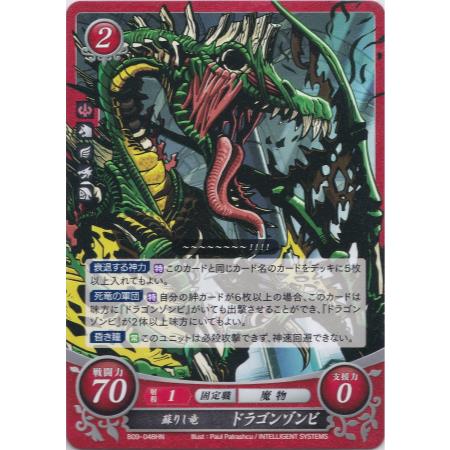 2
~~~~~~~~!!!!
衰退する神力 特 このカードと同じカード名のカードをデッキに5枚
以上入れてもよい。
死竜の軍団 特 自分の絆カードが6枚以上の場合、このカードは
味方に『ドラゴンゾンビ』がいても出撃させることができ、『ドラゴ
ンゾンビ』が2体以上味方にいてもよい。
昏き瞳 常 このユニットは必殺攻撃できず、神速回避できない。
戦闘力
70
射程 1 固定職 魔物
支援力
0
蘇りし竜 ドラゴンゾンビ
B09-048HN Illust : Paul Patrashcu / INTELLIGENT SYSTEMS